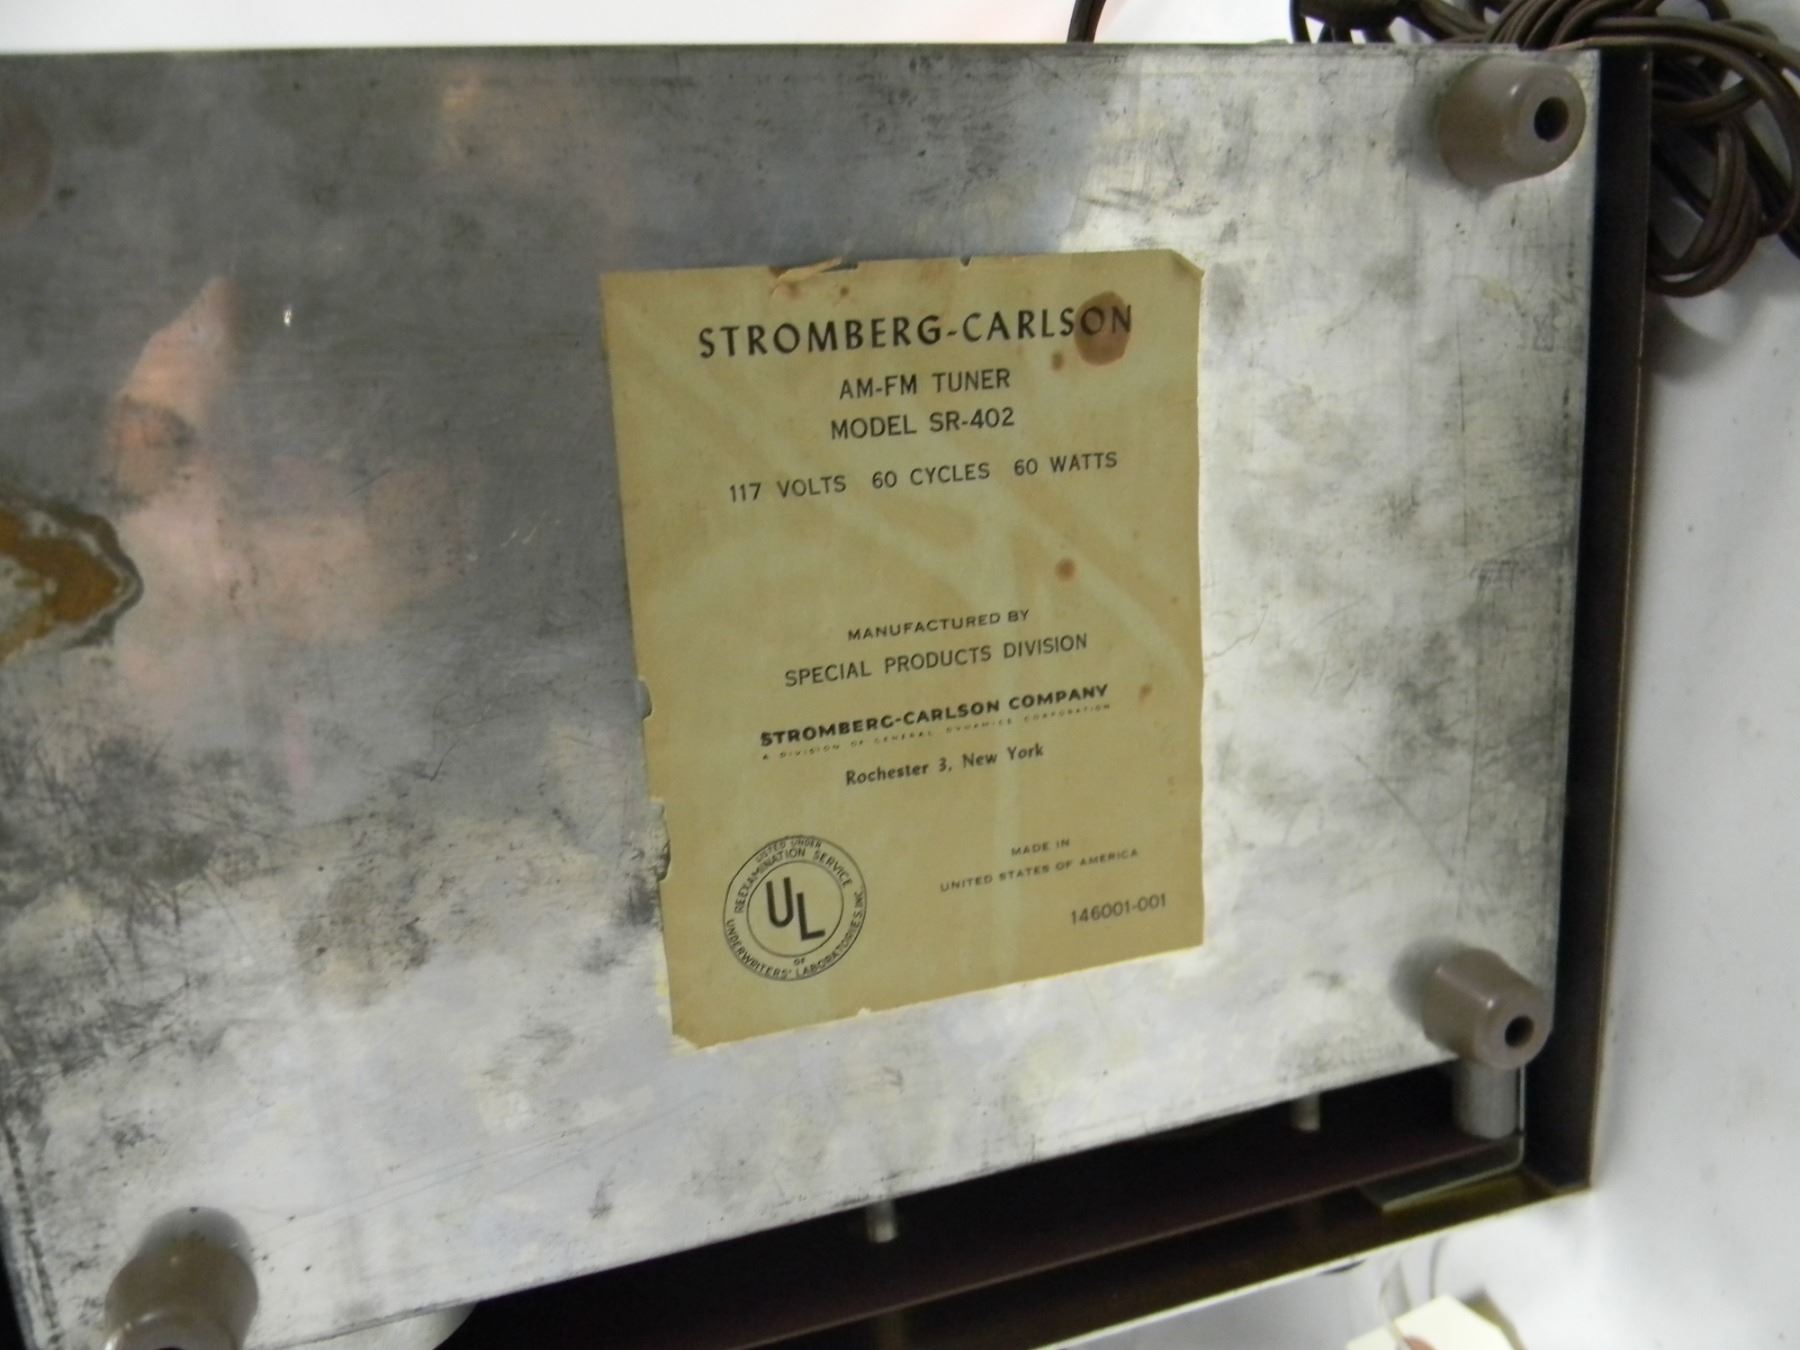 STROMBERG-CARLSON
AM-FM TUNER
MODEL SR-402
117 VOLTS 60 CYCLES 60 WATTS
MANUFACTURED BY
SPECIAL PRODUCTS DIVISION
STROMBERG-CARLSON COMPANY
A DIVISION OF GENERAL DYNAMICS CORPORATION
Rochester 3, New York
LISTED UNDER
REEXAMINATION SERVICE
UL
OF
UNDERWRITERS' LABORATORIES, INC.
MADE IN
UNITED STATES OF AMERICA
146001-001